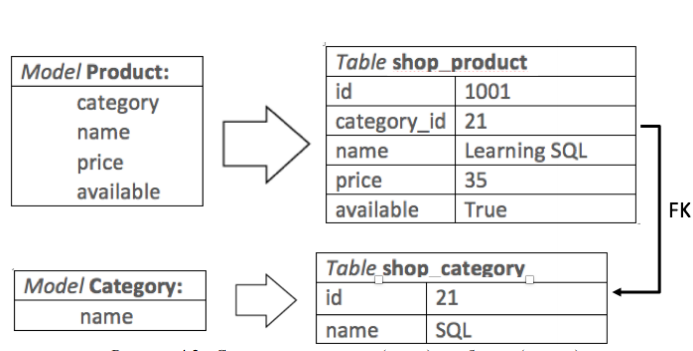 Model Product:
category
name
price
available
Table shop_product
id 1001
category_id 21
name Learning SQL
price 35
available True
FK
Model Category:
name
Table shop_category
id 21
name SQL